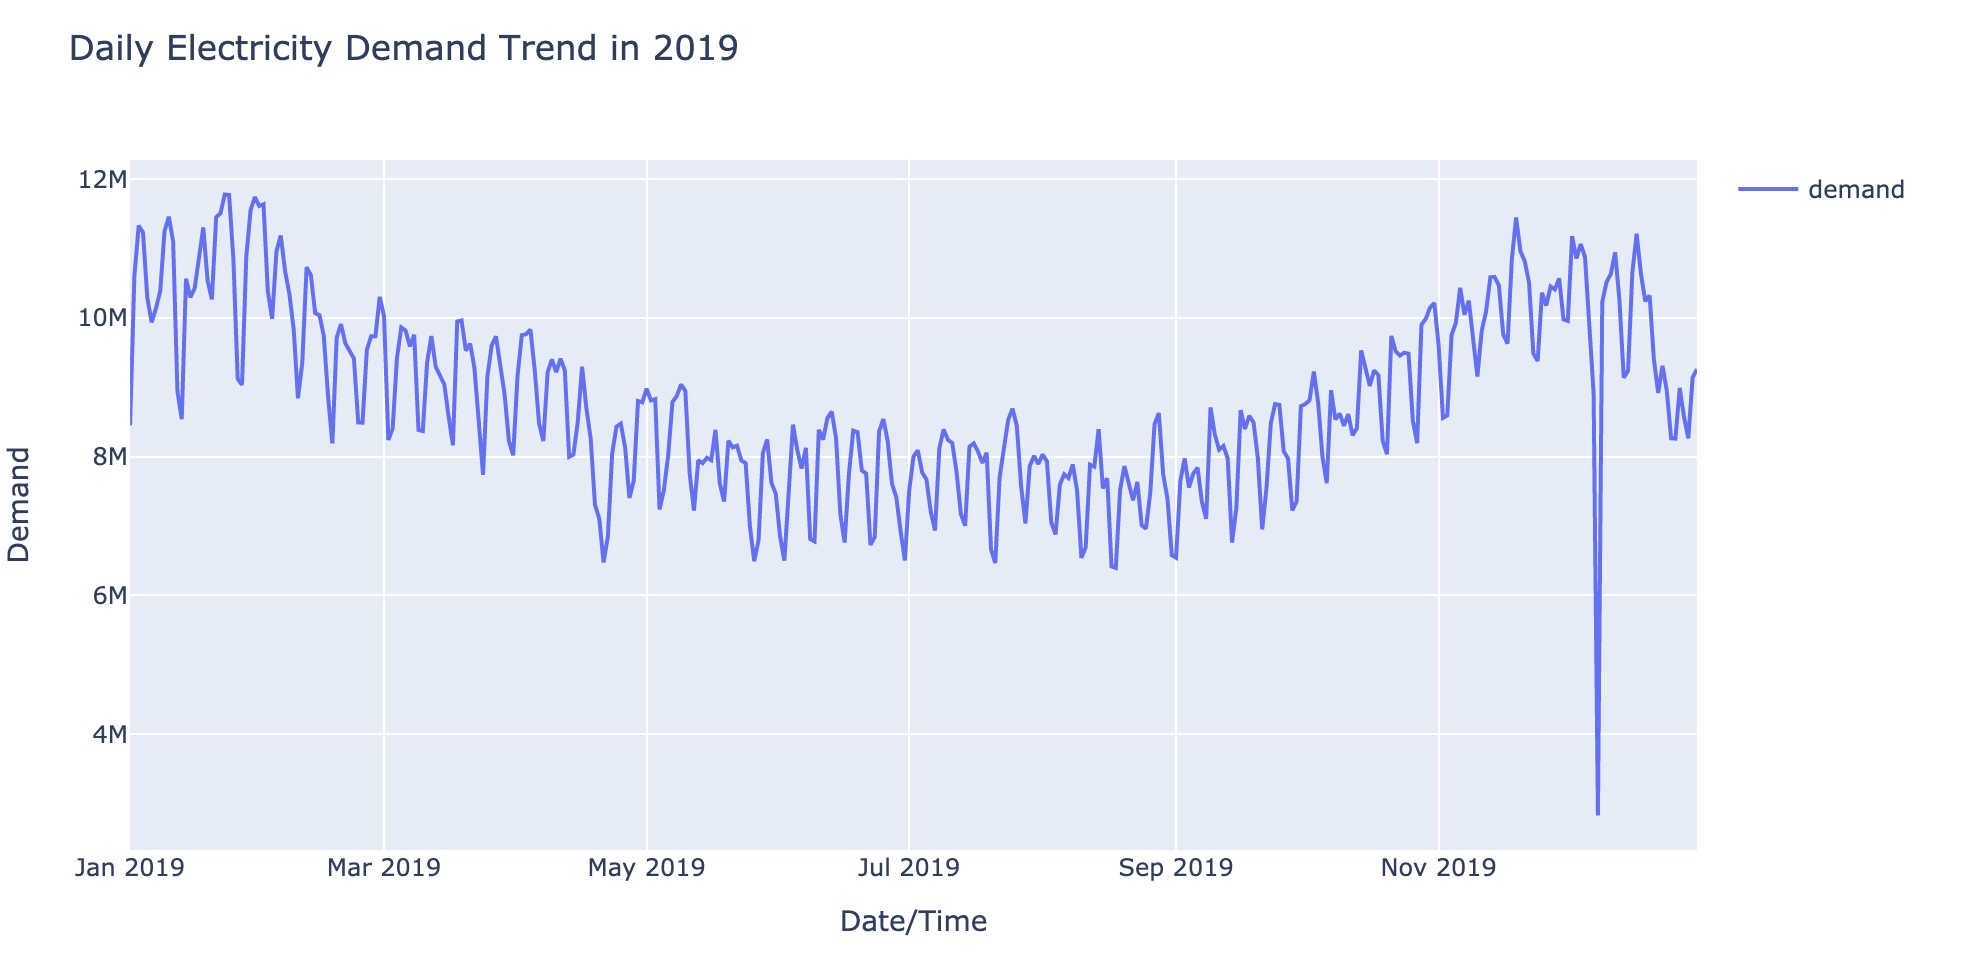 Daily Electricity Demand Trend in 2019
12M
10M
8M
6M
4M
Demand
demand
Jan 2019 Mar 2019 May 2019 Jul 2019 Sep 2019 Nov 2019
Date/Time